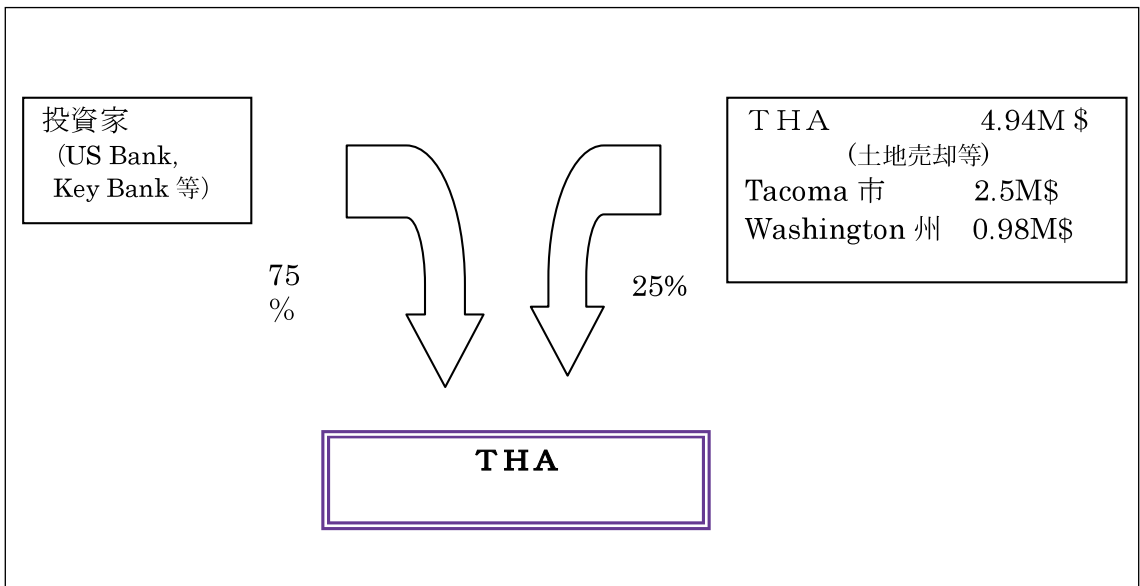 投資家
(US Bank,
Key Bank 等)
ＴＨＡ 4.94M＄
(土地売却等)
Tacoma 市 2.5M$
Washington 州 0.98M$
75
%
25%
ＴＨＡ